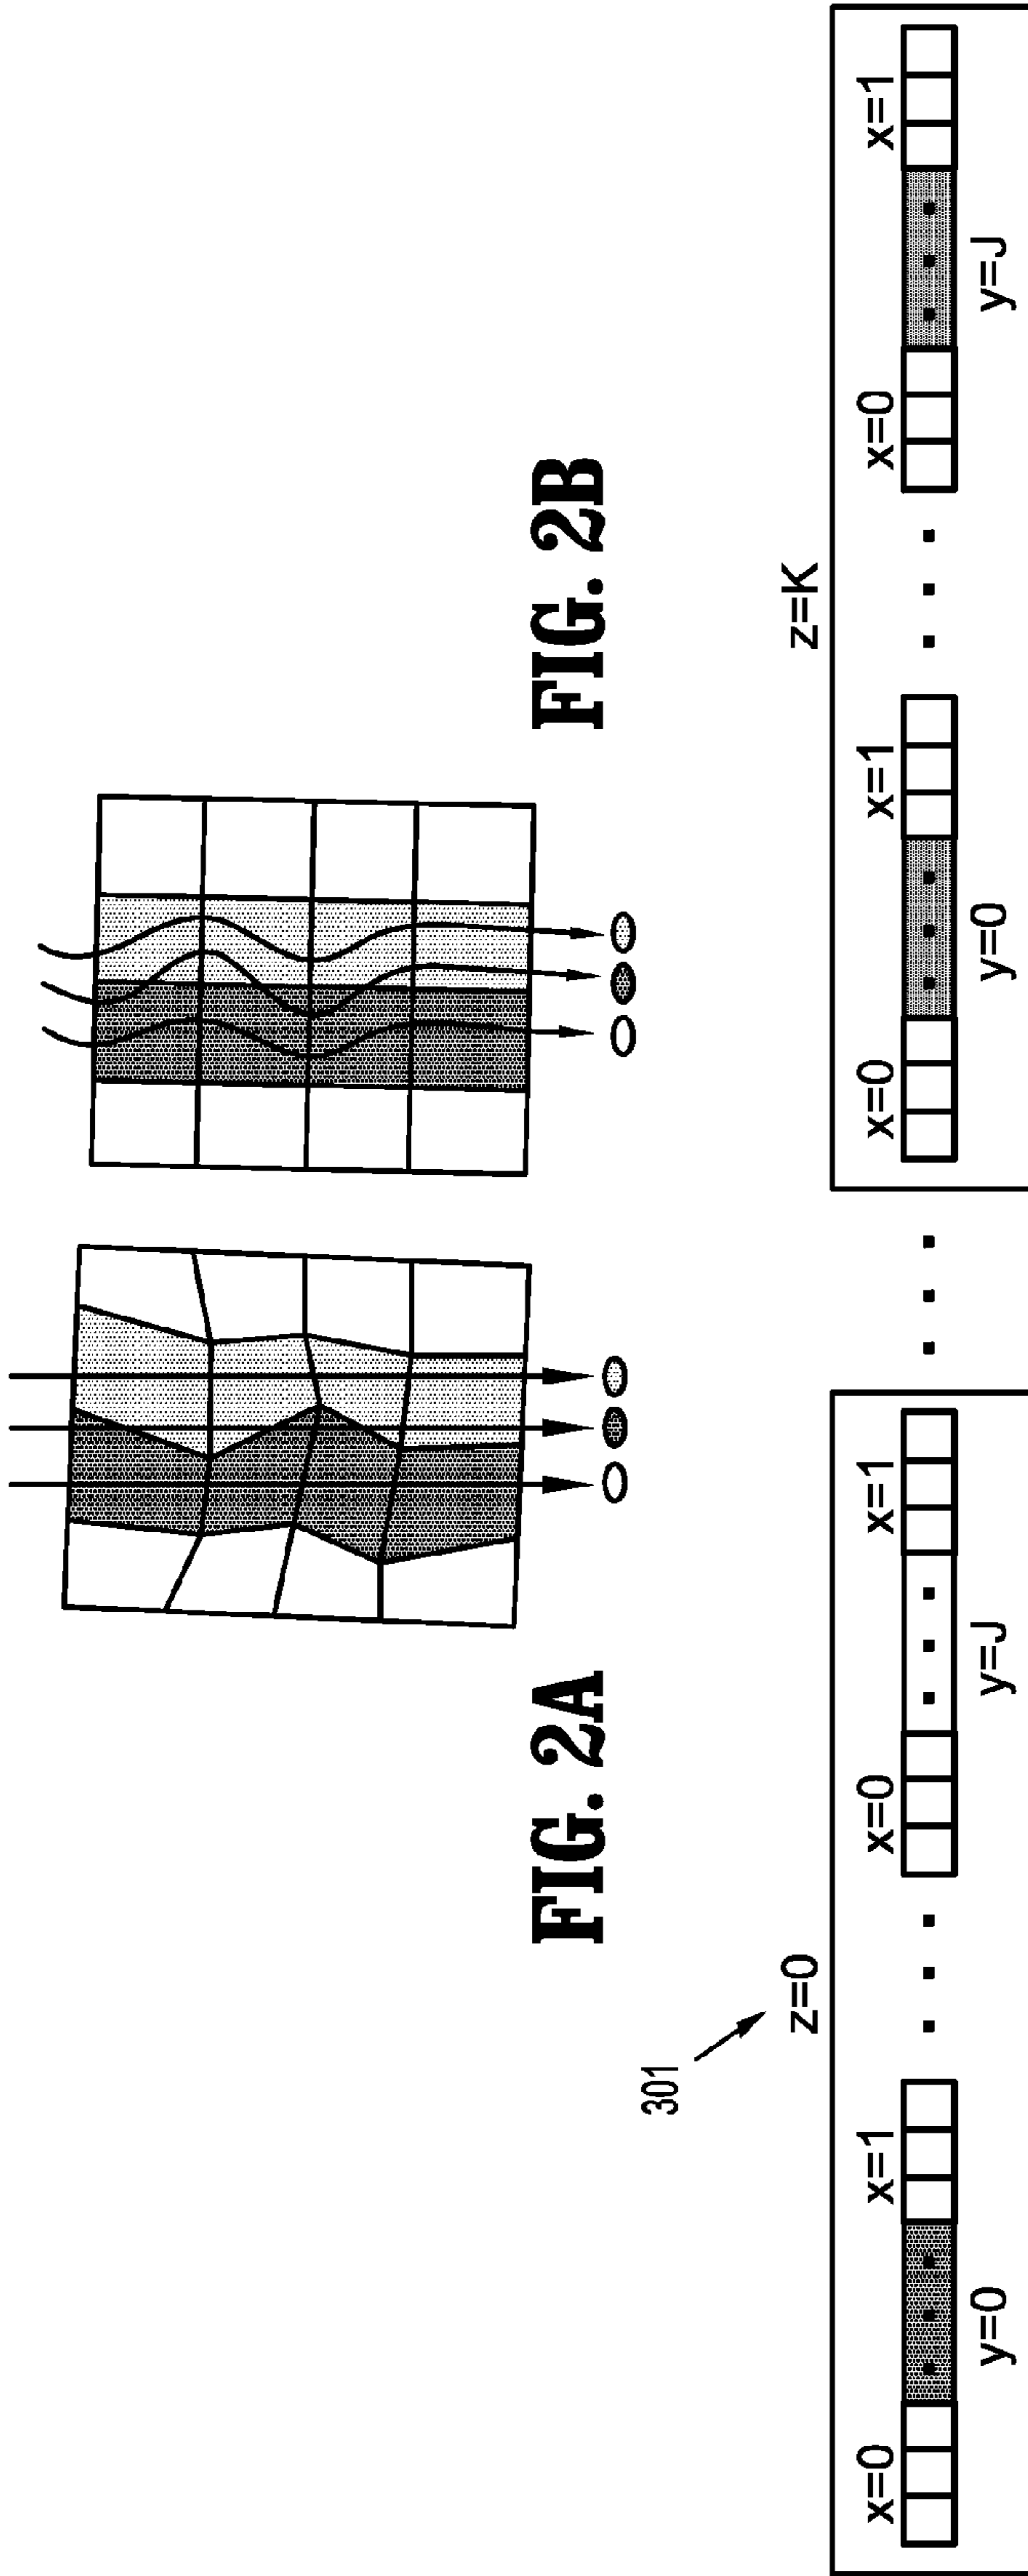 FIG. 2A
FIG. 2B
301
z=0
z=K
x=0
x=1
x=0
x=1
x=0
x=1
x=0
x=1
y=0
y=J
y=0
y=J